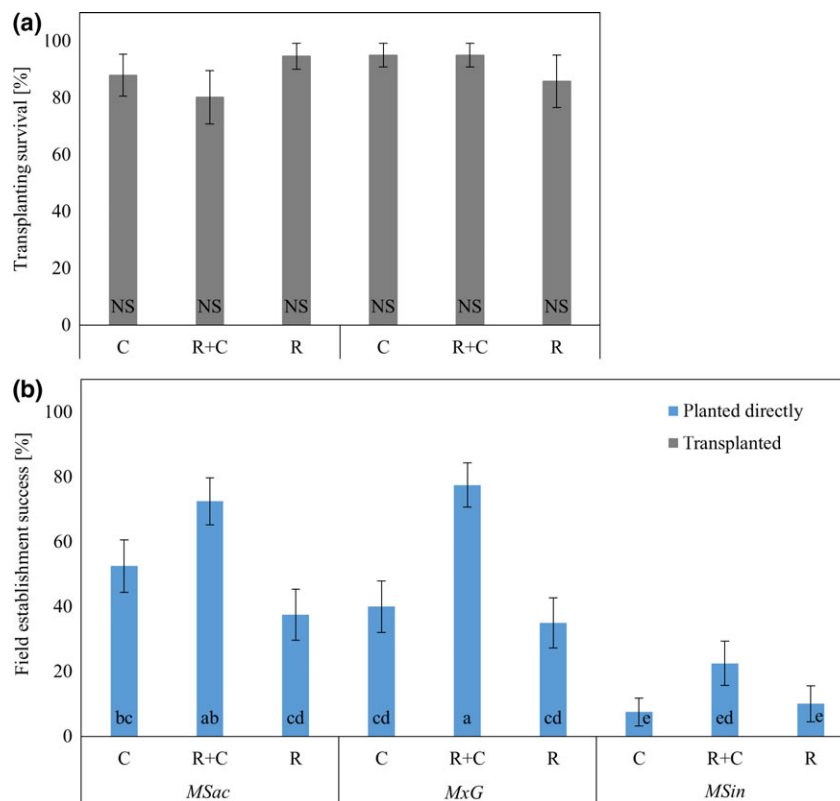 (a)
Transplanting survival [%]
100
80
60
40
20
0
NS NS NS NS NS NS
C R+C R C R+C R
(b)
Field establishment success [%]
100
80
60
40
20
0
Planted directly
Transplanted
bc ab cd cd a cd e ed e
C R+C R C R+C R C R+C R
MSac MxG MSin